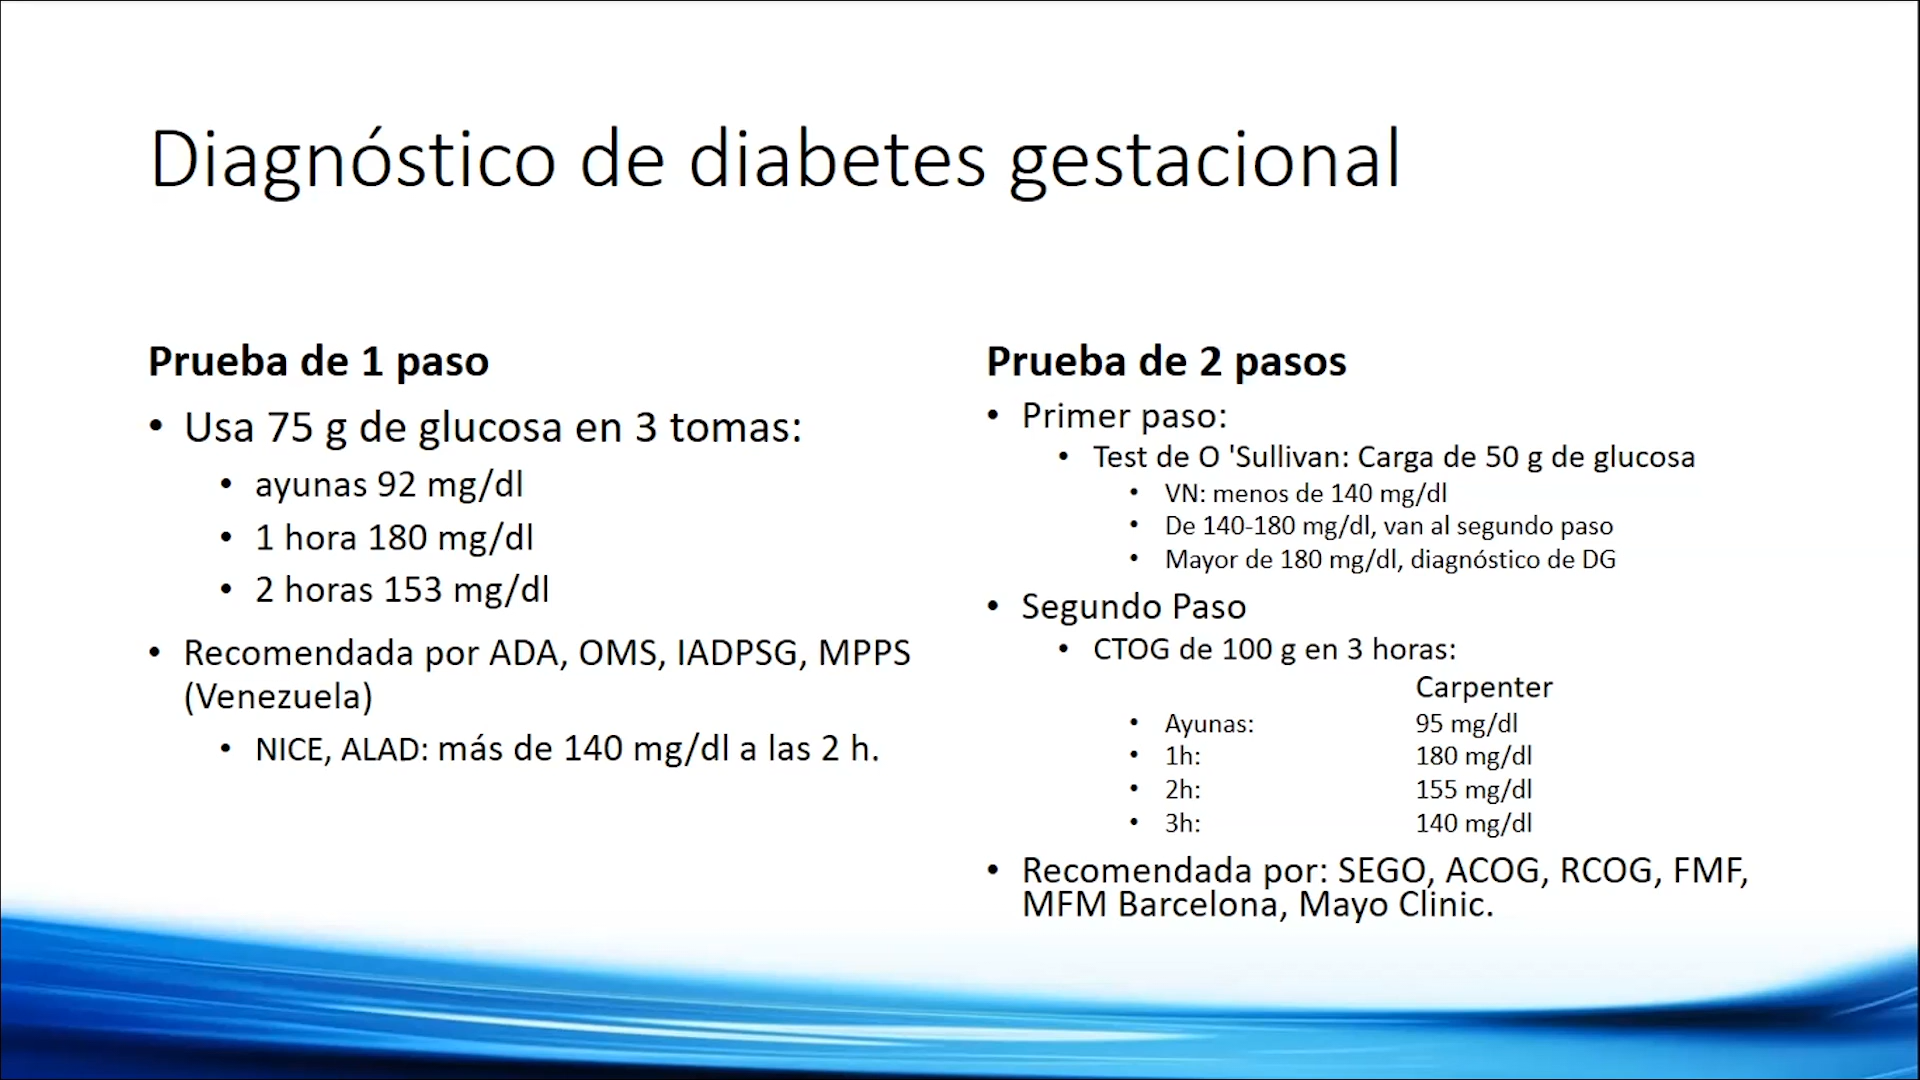 Diagnóstico de diabetes gestacional
Prueba de 1 paso
• Usa 75 g de glucosa en 3 tomas:
• ayunas 92 mg/dl
• 1 hora 180 mg/dl
• 2 horas 153 mg/dl
• Recomendada por ADA, OMS, IADPSG, MPPS
(Venezuela)
• NICE, ALAD: más de 140 mg/dl a las 2 h.
Prueba de 2 pasos
• Primer paso:
• Test de O 'Sullivan: Carga de 50 g de glucosa
• VN: menos de 140 mg/dl
• De 140-180 mg/dl, van al segundo paso
• Mayor de 180 mg/dl, diagnóstico de DG
• Segundo Paso
• CTOG de 100 g en 3 horas:
Carpenter
• Ayunas: 95 mg/dl
• 1h: 180 mg/dl
• 2h: 155 mg/dl
• 3h: 140 mg/dl
• Recomendada por: SEGO, ACOG, RCOG, FMF,
MFM Barcelona, Mayo Clinic.